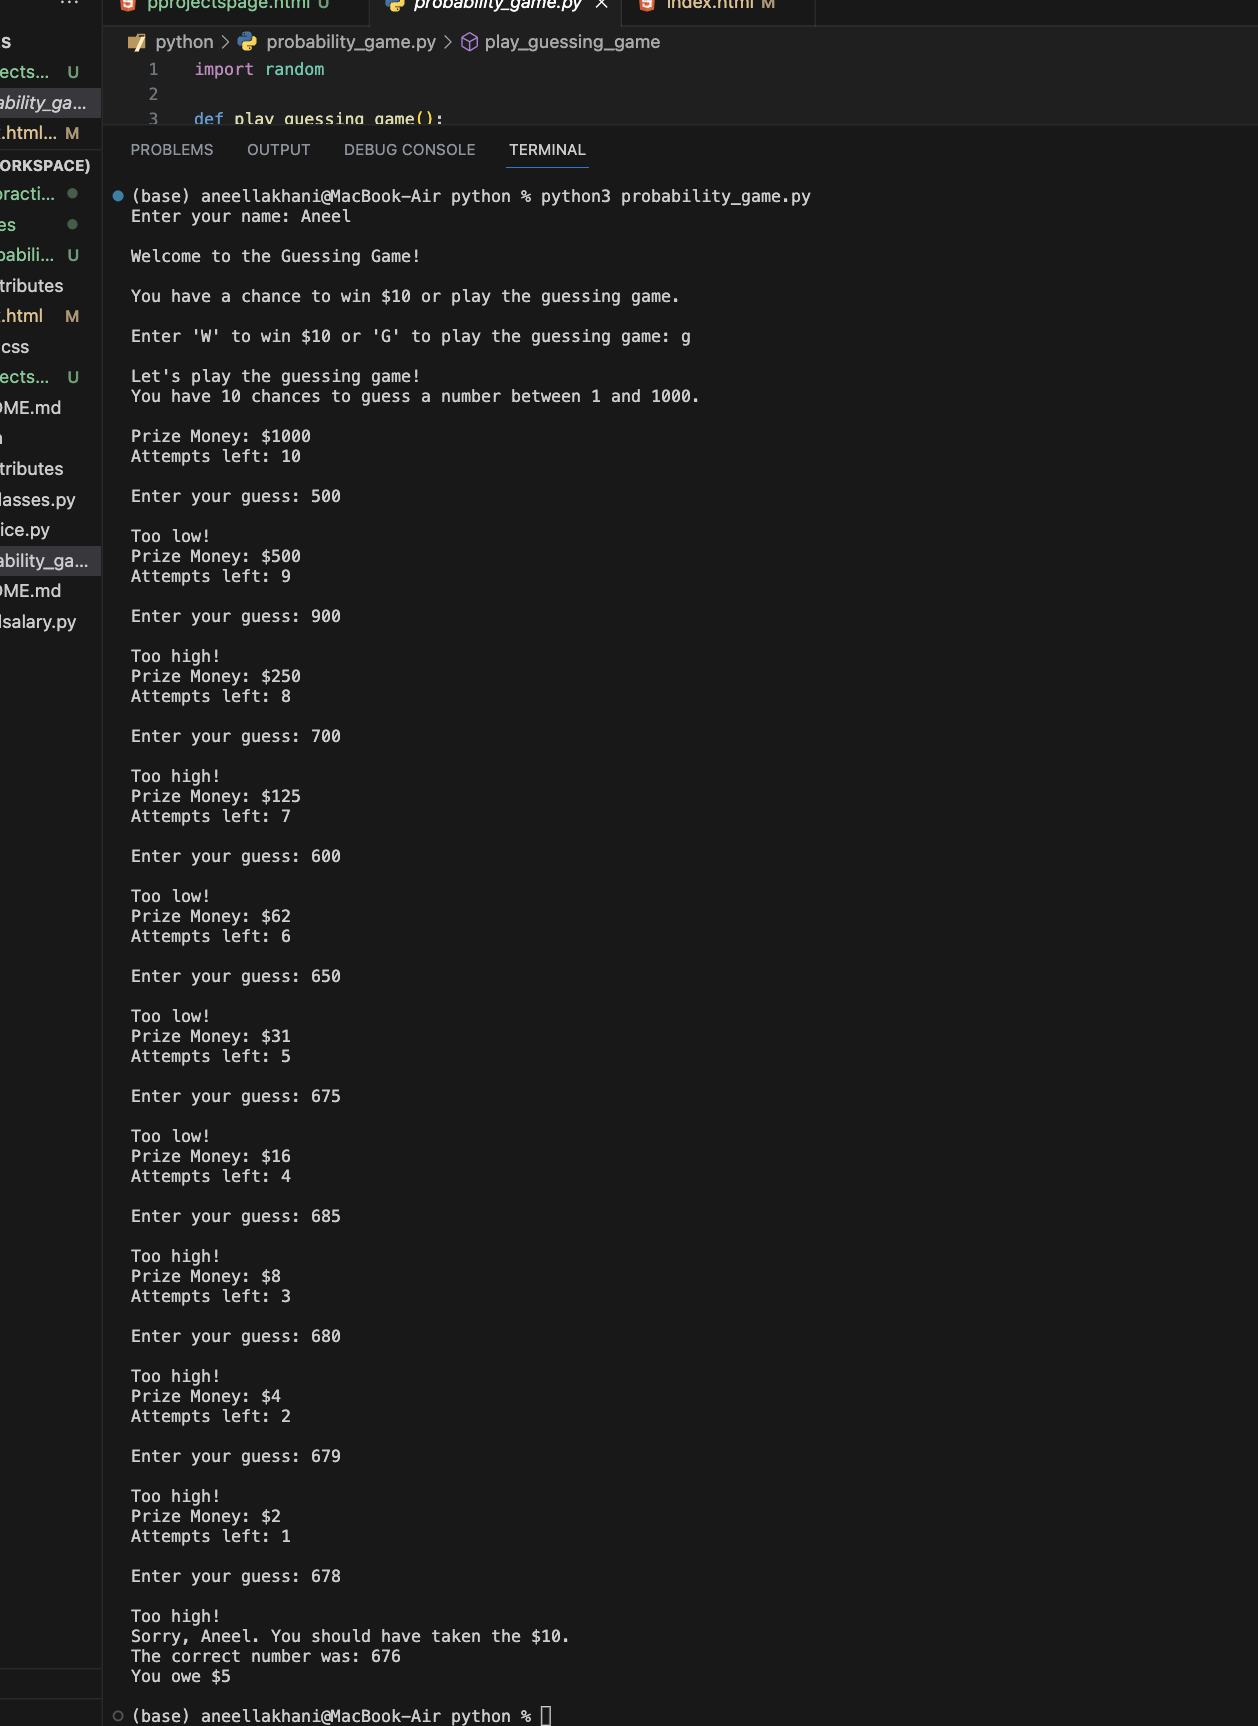 pprojectspage.html U
probability_game.py
index.html M
s
python > probability_game.py > play_guessing_game
ects... U
ability_ga...
.html... M
ORKSPACE)
practi...
es
babili... U
tributes
.html M
css
ects... U
OME.md
tributes
lasses.py
ice.py
ability_ga...
OME.md
lsalary.py
1 import random
2
3 def play_guessing_game():
PROBLEMS OUTPUT DEBUG CONSOLE TERMINAL
(base) aneellakhani@MacBook-Air python % python3 probability_game.py
Enter your name: Aneel
Welcome to the Guessing Game!
You have a chance to win $10 or play the guessing game.
Enter 'W' to win $10 or 'G' to play the guessing game: g
Let's play the guessing game!
You have 10 chances to guess a number between 1 and 1000.
Prize Money: $1000
Attempts left: 10
Enter your guess: 500
Too low!
Prize Money: $500
Attempts left: 9
Enter your guess: 900
Too high!
Prize Money: $250
Attempts left: 8
Enter your guess: 700
Too high!
Prize Money: $125
Attempts left: 7
Enter your guess: 600
Too low!
Prize Money: $62
Attempts left: 6
Enter your guess: 650
Too low!
Prize Money: $31
Attempts left: 5
Enter your guess: 675
Too low!
Prize Money: $16
Attempts left: 4
Enter your guess: 685
Too high!
Prize Money: $8
Attempts left: 3
Enter your guess: 680
Too high!
Prize Money: $4
Attempts left: 2
Enter your guess: 679
Too high!
Prize Money: $2
Attempts left: 1
Enter your guess: 678
Too high!
Sorry, Aneel. You should have taken the $10.
The correct number was: 676
You owe $5
(base) aneellakhani@MacBook-Air python %